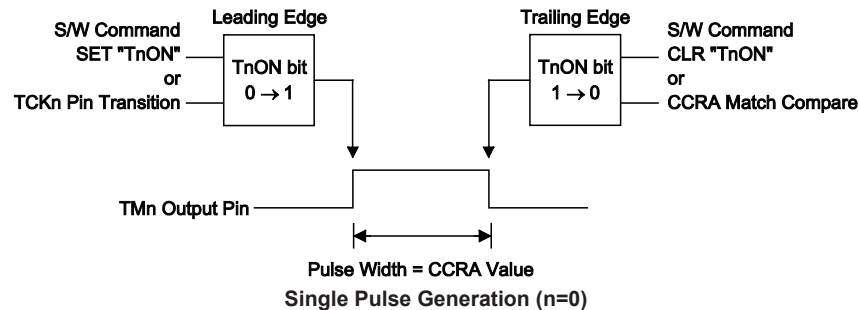 Leading Edge
S/W Command
SET "TnON"
or
TCKn Pin Transition
TnON bit
0 → 1
Trailing Edge
TnON bit
1 → 0
S/W Command
CLR "TnON"
or
CCRA Match Compare
TMn Output Pin
Pulse Width = CCRA Value
Single Pulse Generation (n=0)